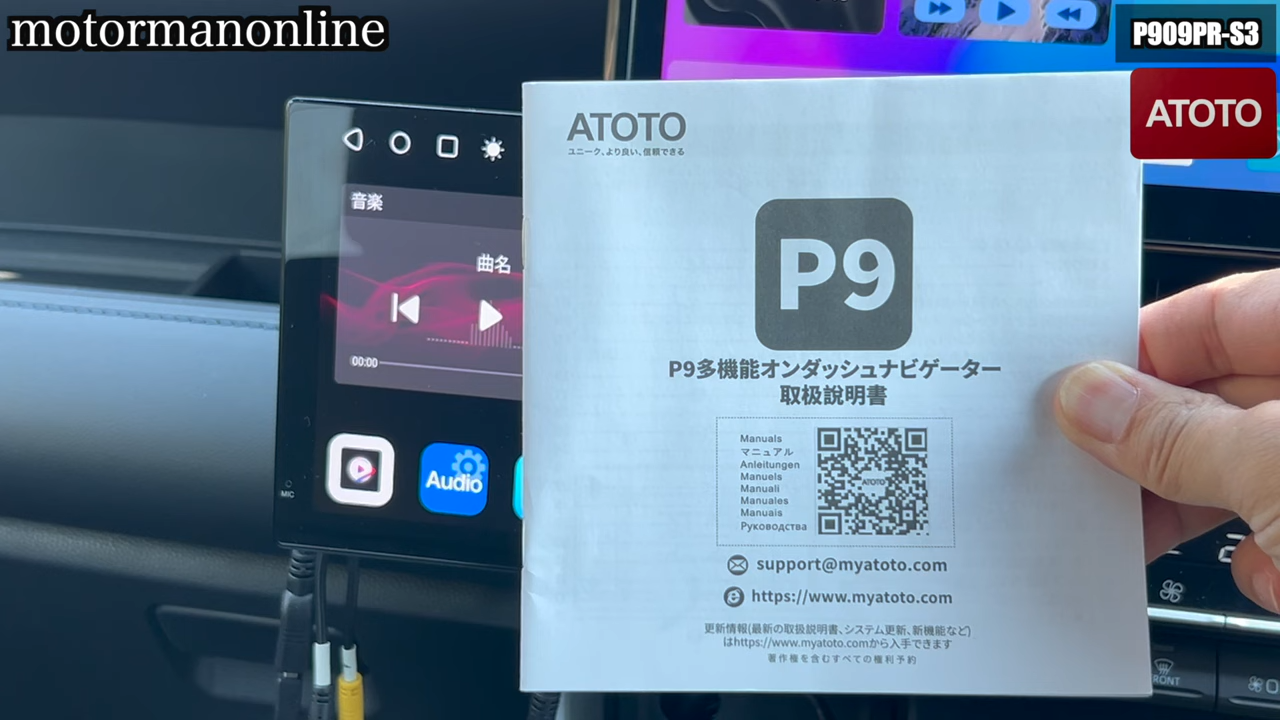 motormanonline
P909PR-S3
ATOTO
音楽
曲名
00:00
Audio
MIC
ATOTO
ユニーク、より良い、信頼できる
P9
P9多機能オンダッシュナビゲーター
取扱說明書
Manuals
マニュアル
Anleitungen
Manuels
Manuali
Manuales
Manuais
Руководства
ATOTO
support@myatoto.com
https://www.myatoto.com
更新情報(最新の取扱説明書、システム更新、新機能など)
はhttps://www.myatoto.comから入手できます
著作権を含むすべての権利予約